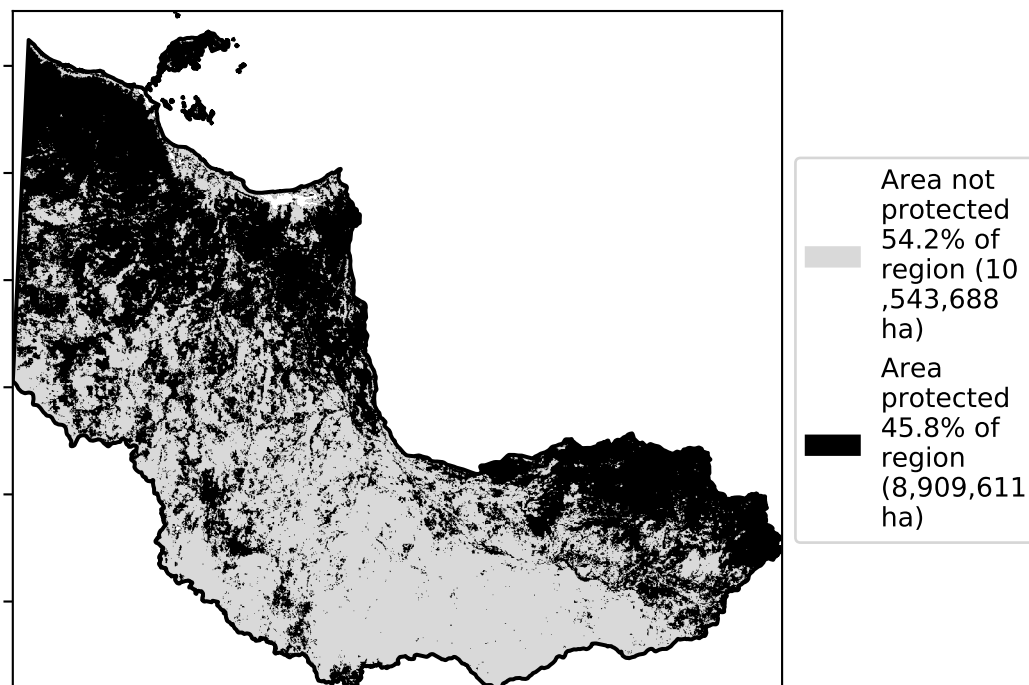 Area not
protected
54.2% of
region (10
,543,688
ha)
Area
protected
45.8% of
region
(8,909,611
ha)